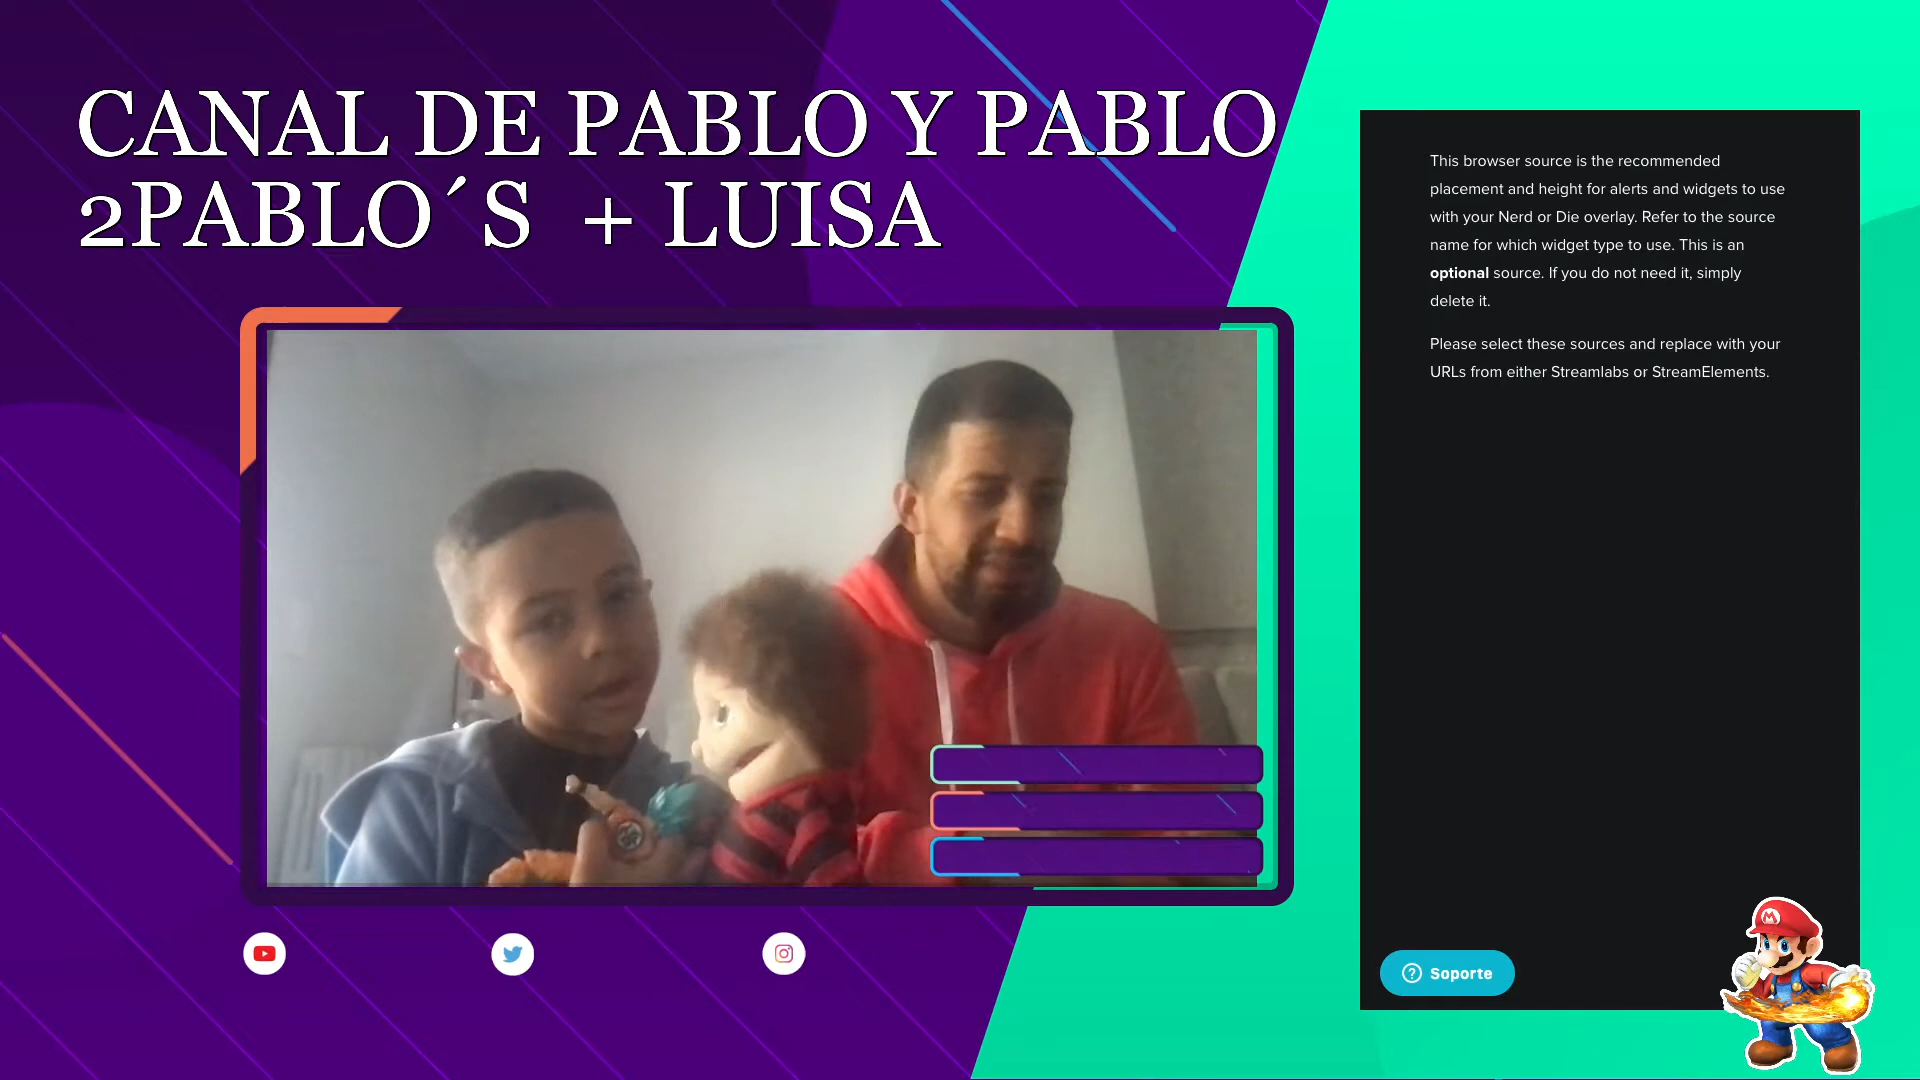 CANAL DE PABLO Y PABLO
2PABLO´S + LUISA
This browser source is the recommended
placement and height for alerts and widgets to use
with your Nerd or Die overlay. Refer to the source
name for which widget type to use. This is an
optional source. If you do not need it, simply
delete it.
Please select these sources and replace with your
URLs from either Streamlabs or StreamElements.
Soporte